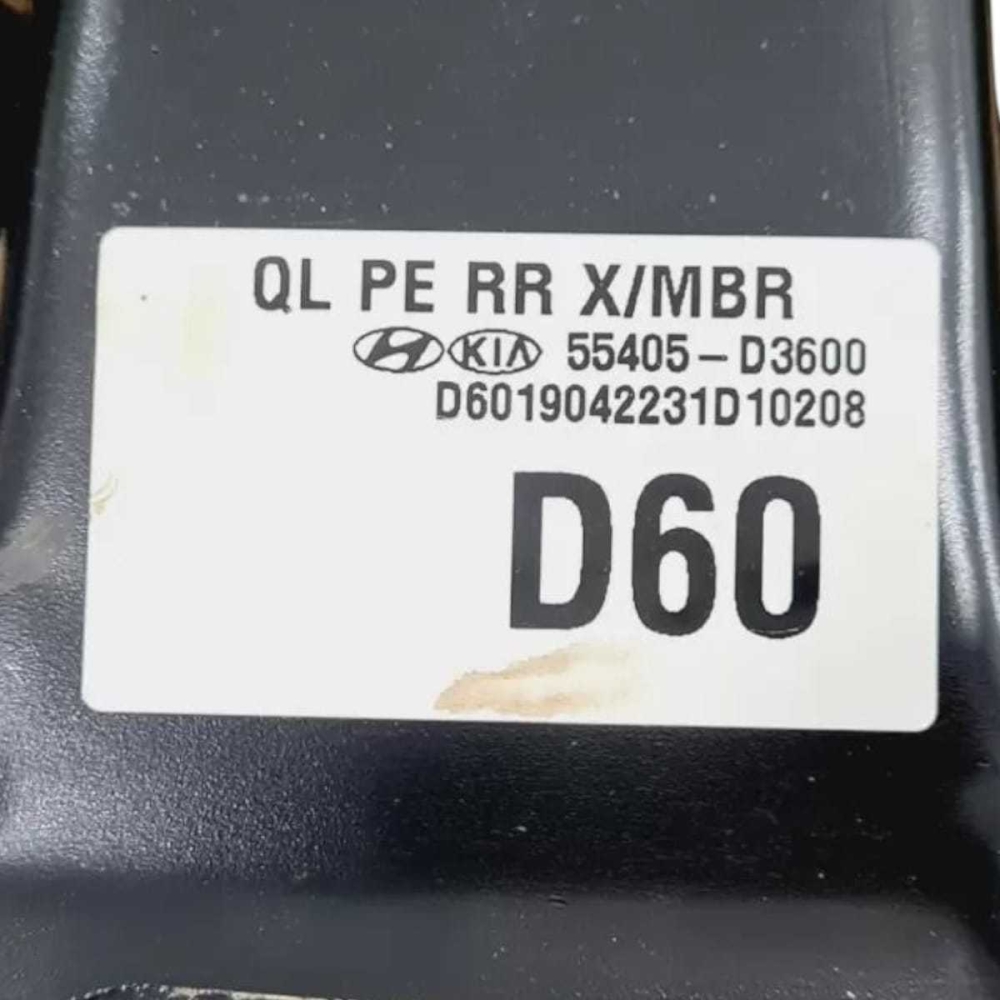 QL PE RR X/MBR
KIA 55405-D3600
D6019042231D10208
D60